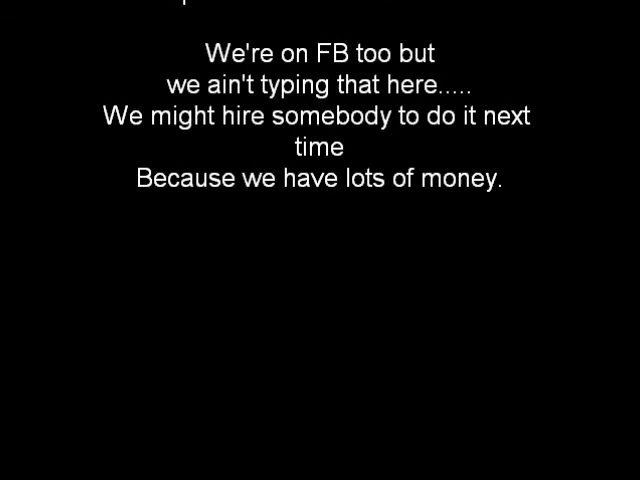 We're on FB too but
we ain't typing that here.....
We might hire somebody to do it next
time
Because we have lots of money.